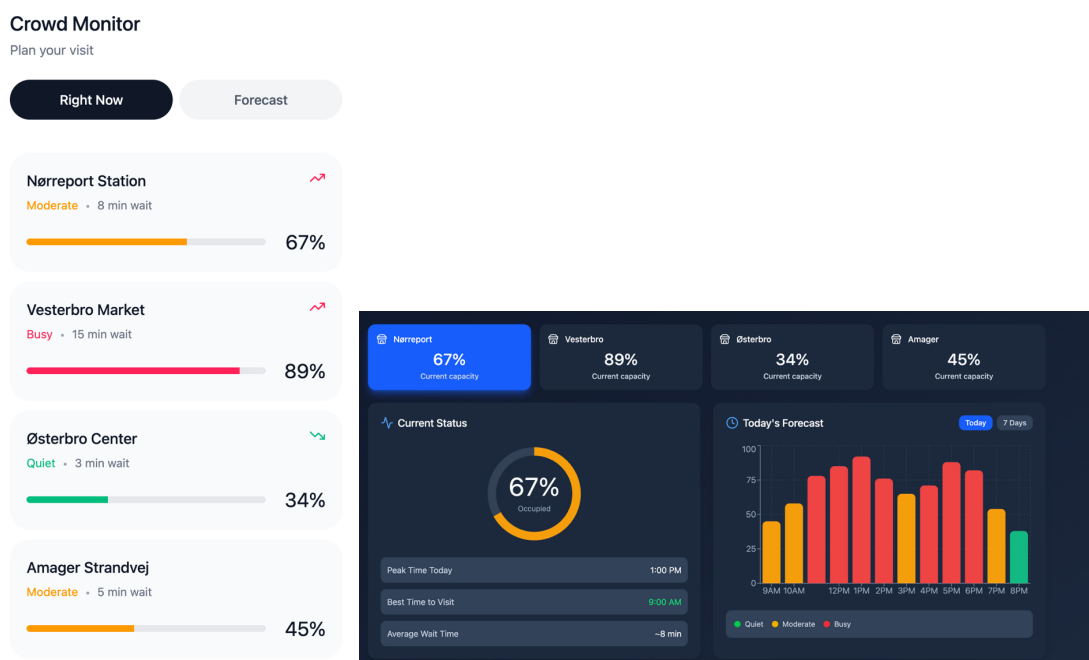 Crowd Monitor
Plan your visit
Right Now
Forecast
Nørreport Station
Moderate • 8 min wait
67%
Vesterbro Market
Busy • 15 min wait
89%
Østerbro Center
Quiet • 3 min wait
34%
Amager Strandvej
Moderate • 5 min wait
45%
Nørreport
67%
Current capacity
Vesterbro
89%
Current capacity
Østerbro
34%
Current capacity
Amager
45%
Current capacity
Current Status
67%
Occupied
Peak Time Today 1:00 PM
Best Time to Visit 9:00 AM
Average Wait Time ~8 min
Today's Forecast
Today
7 Days
100
75
50
25
0
9AM 10AM 12PM 1PM 2PM 3PM 4PM 5PM 6PM 7PM 8PM
Quiet Moderate Busy